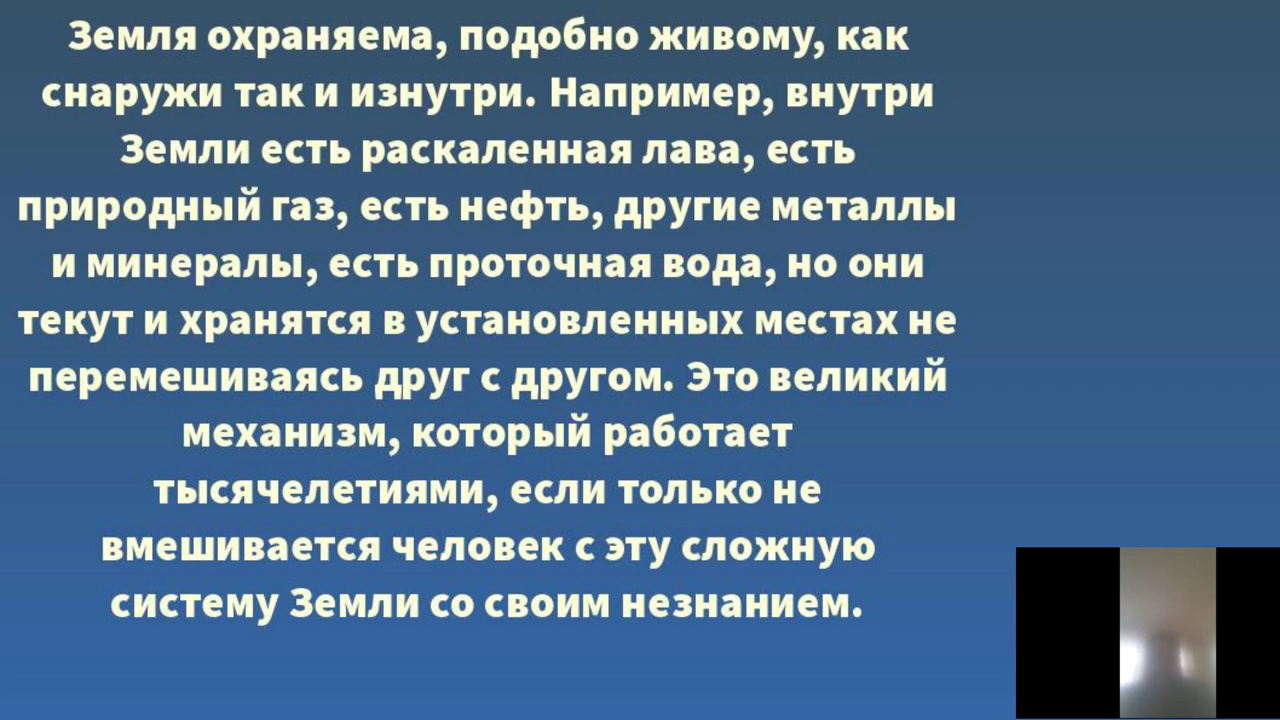 Земля охраняема, подобно живому, как
снаружи так и изнутри. Например, внутри
Земли есть раскаленная лава, есть
природный газ, есть нефть, другие металлы
и минералы, есть проточная вода, но они
текут и хранятся в установленных местах не
перемешиваясь друг с другом. Это великий
механизм, который работает
тысячелетиями, если только не
вмешивается человек с эту сложную
систему Земли со своим незнанием.